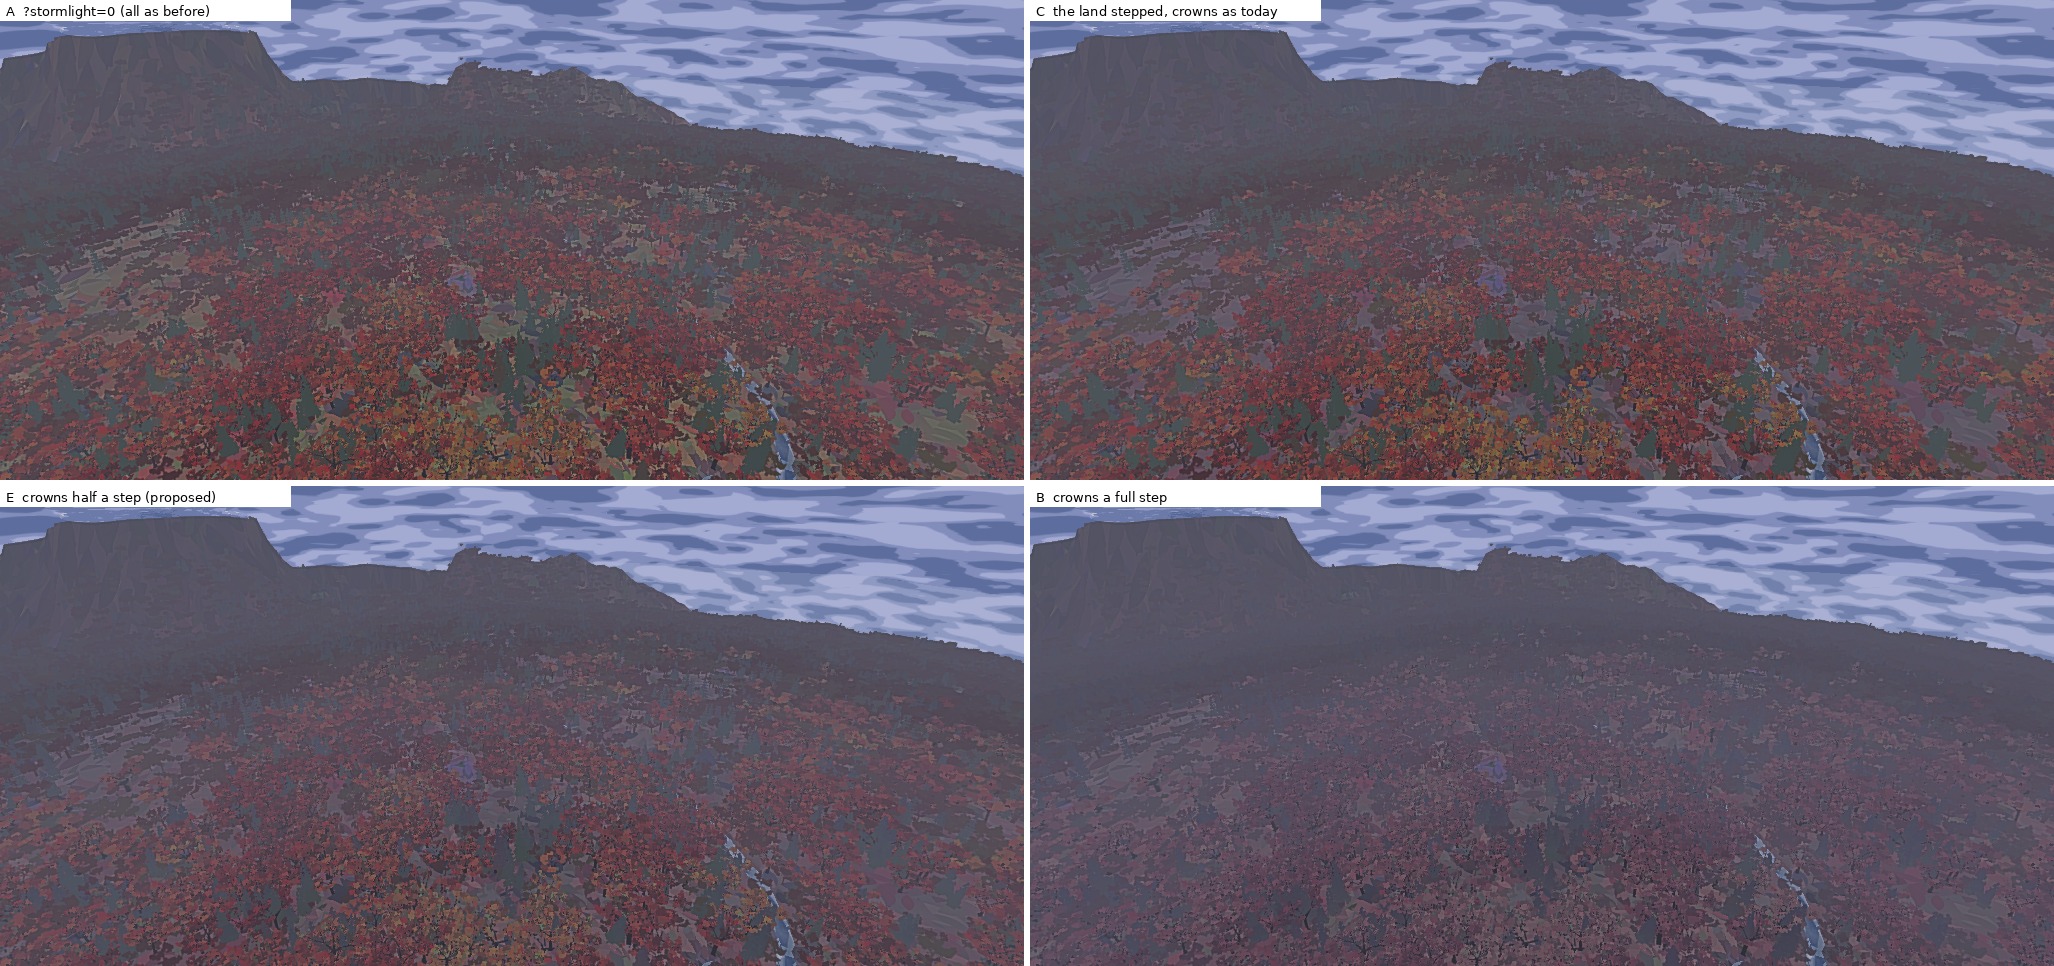 A  ?stormlight=0 (all as before)
C  the land stepped, crowns as today
E  crowns half a step (proposed)
B  crowns a full step